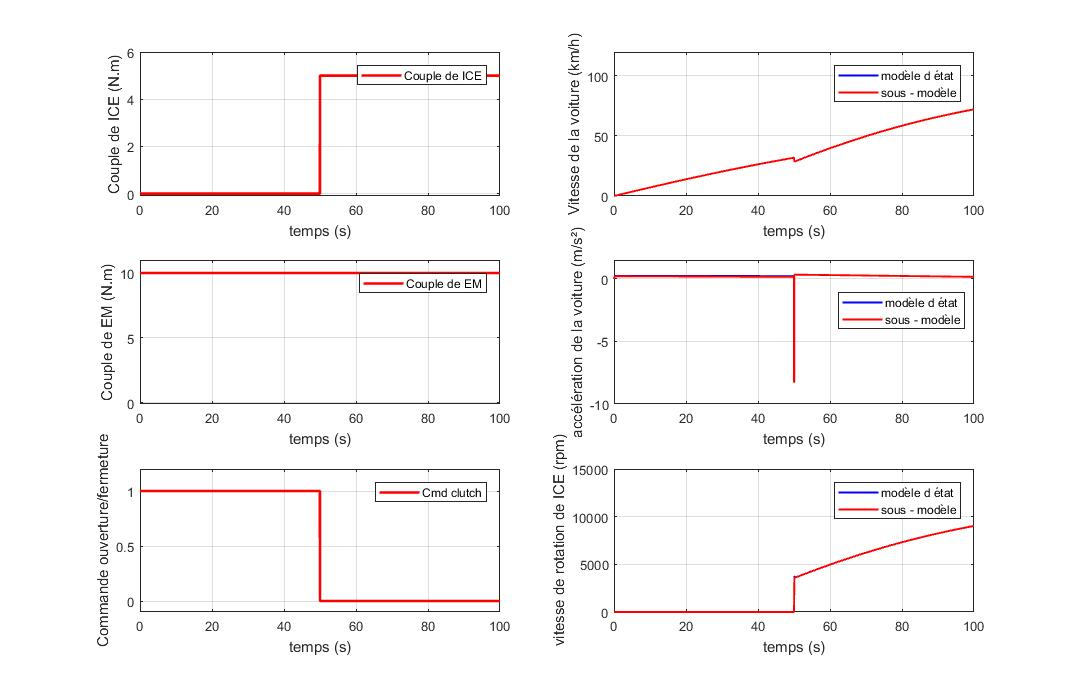 Couple de ICE (N.m)
6
4
2
0
Couple de ICE
0 20 40 60 80 100
temps (s)
Vitesse de la voiture (km/h)
100
50
0
modèle d état
sous - modèle
0 20 40 60 80 100
temps (s)
Couple de EM (N.m)
10
5
0
Couple de EM
0 20 40 60 80 100
temps (s)
accélération de la voiture (m/s²)
0
-5
-10
modèle d état
sous - modèle
0 20 40 60 80 100
temps (s)
Commande ouverture/fermeture
1
0.5
0
Cmd clutch
0 20 40 60 80 100
temps (s)
vitesse de rotation de ICE (rpm)
15000
10000
5000
0
modèle d état
sous - modèle
0 20 40 60 80 100
temps (s)